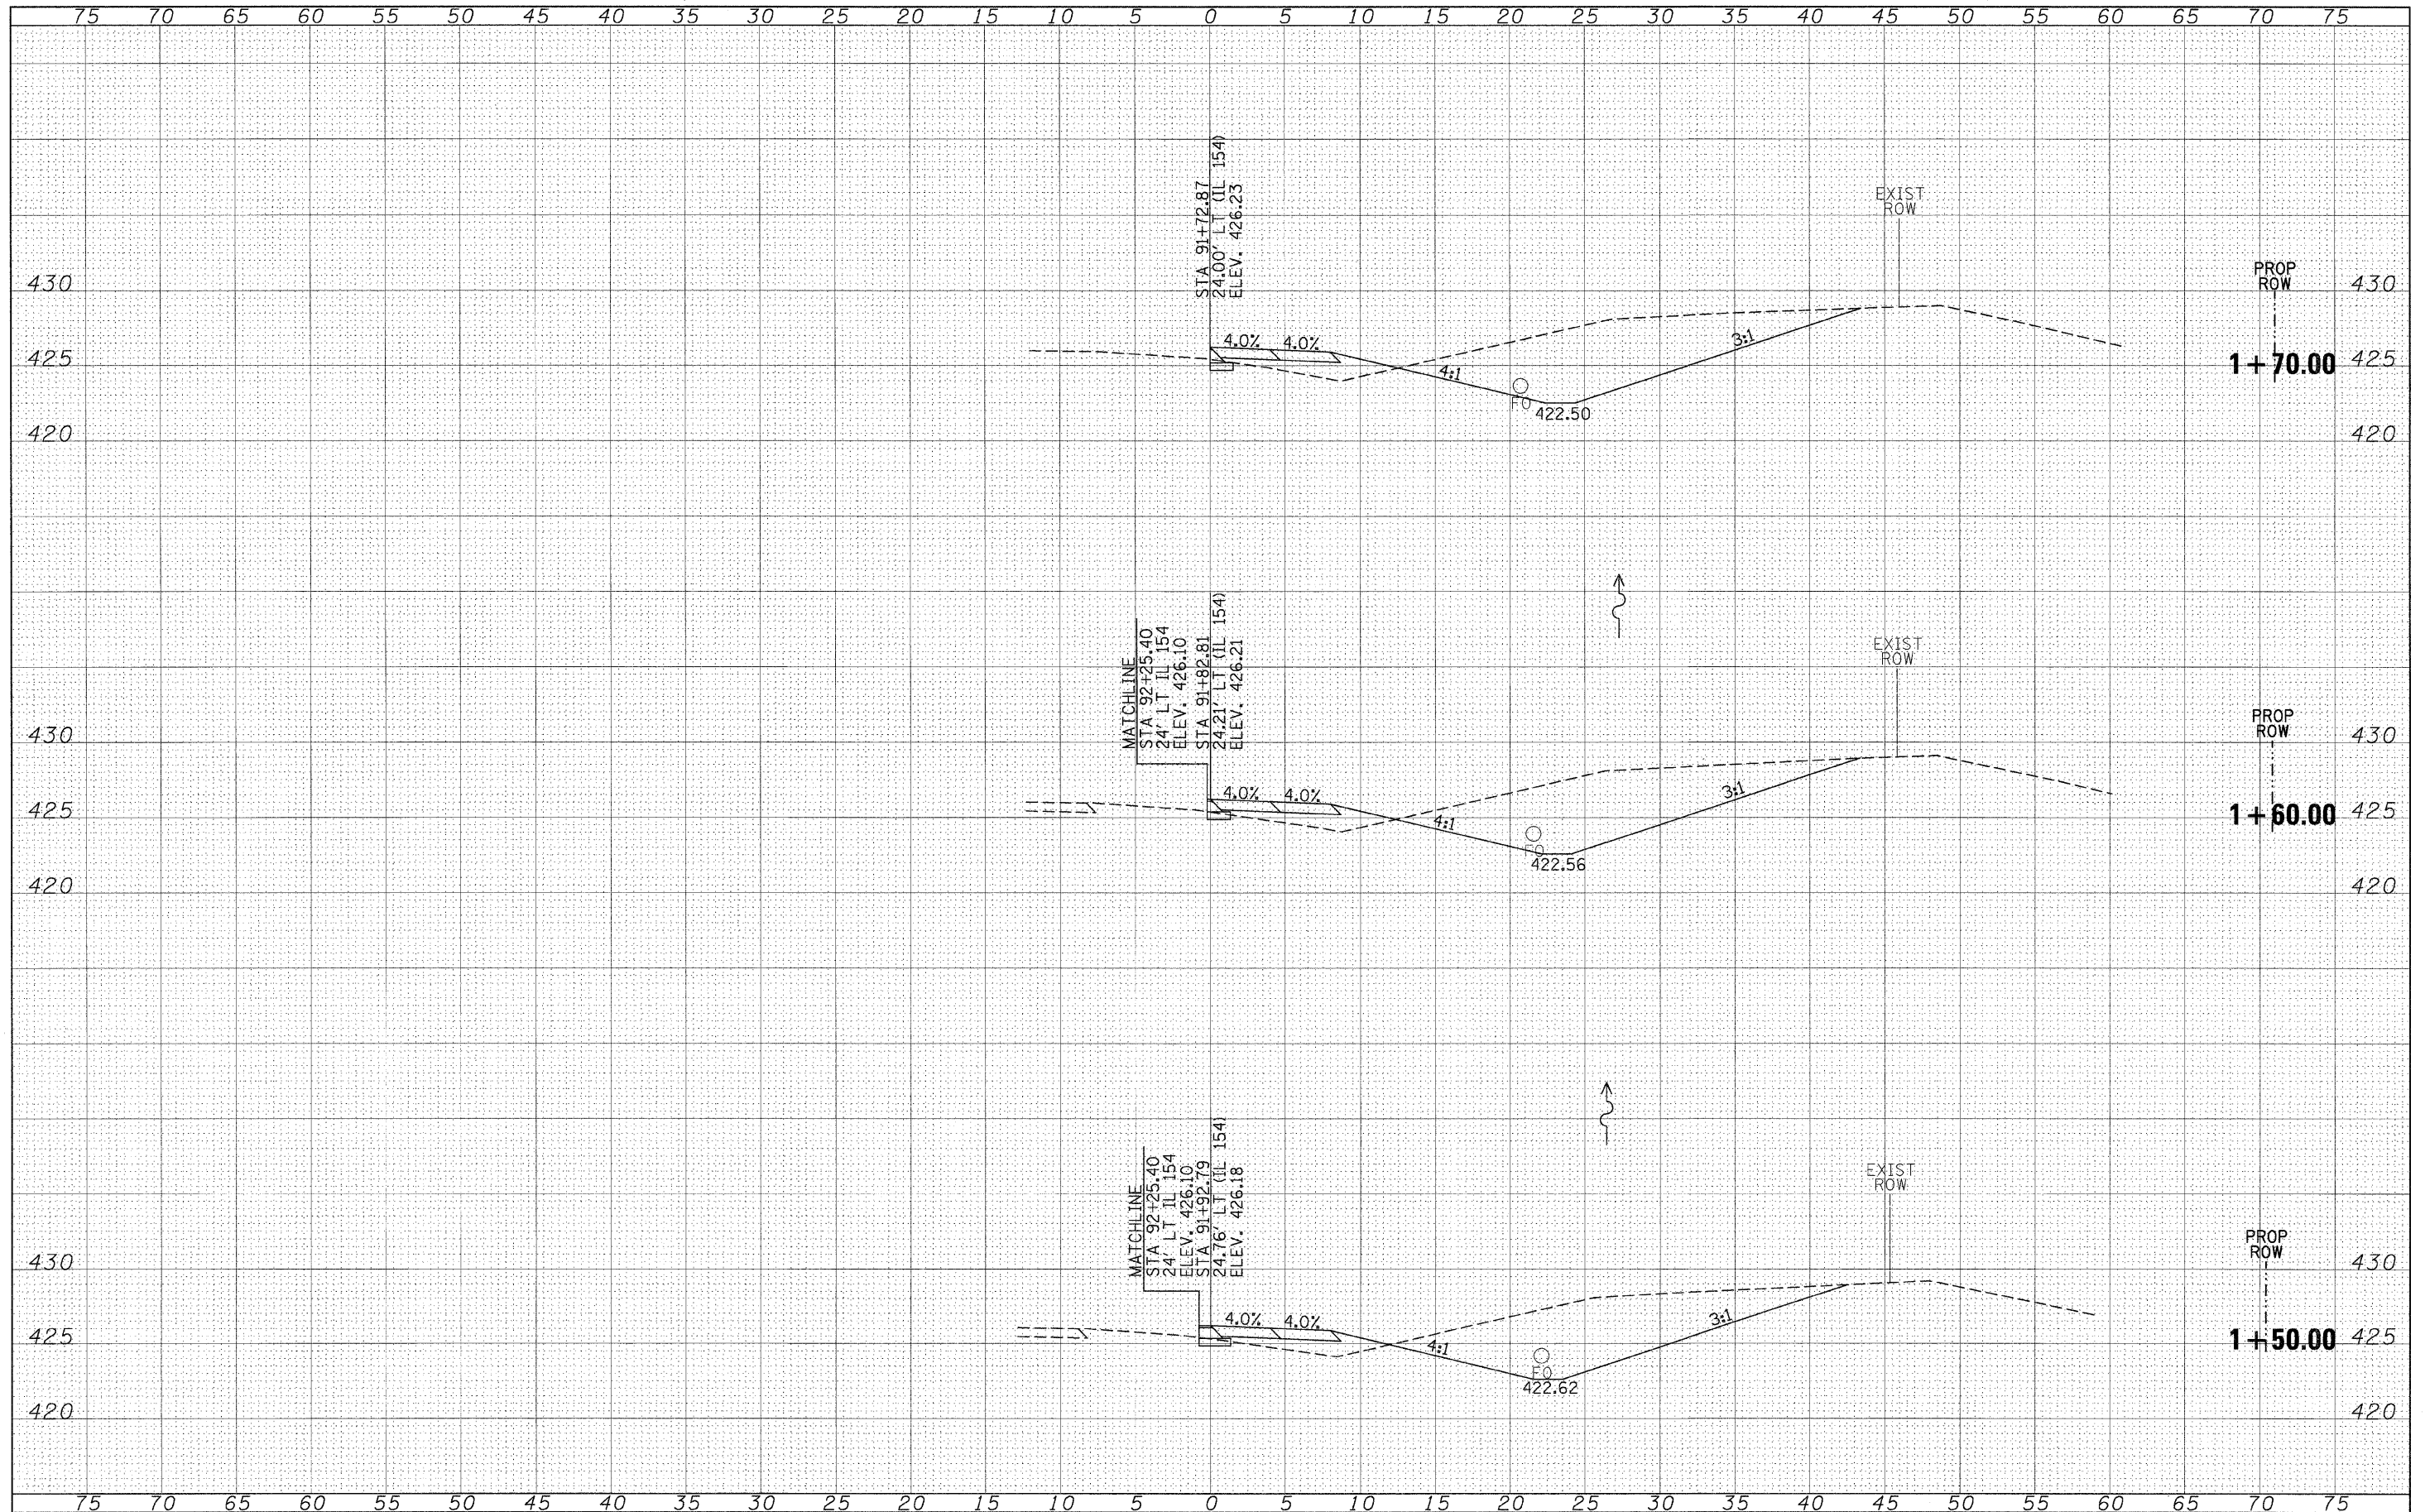 75 70 65 60 55 50 45 40 35 30 25 20 15 10 5 0 5 10 15 20 25 30 35 40 45 50 55 60 65 70 75
STA 91+72.87
24.00' LT (IL 154)
ELEV. 426.23
EXIST
ROW
PROP
ROW
430 430
4.0% 4.0%
3:1
425 1+70.00 425
4:1
FO
422.50
420 420
MATCHLINE
STA 92+25.40
24' LT IL 154
ELEV. 426.10
STA 91+82.81
24.21' LT (IL 154)
ELEV. 426.21
EXIST
ROW
PROP
ROW
430 430
4.0% 4.0%
3:1
425 1+60.00 425
4:1
FO
422.56
420 420
MATCHLINE
STA 92+25.40
24' LT IL 154
ELEV. 426.10
STA 91+92.79
24.76' LT (IL 154)
ELEV. 426.18
EXIST
ROW
PROP
ROW
430 430
4.0% 4.0%
3:1
425 1+50.00 425
4:1
FO
422.62
420 420
75 70 65 60 55 50 45 40 35 30 25 20 15 10 5 0 5 10 15 20 25 30 35 40 45 50 55 60 65 70 75